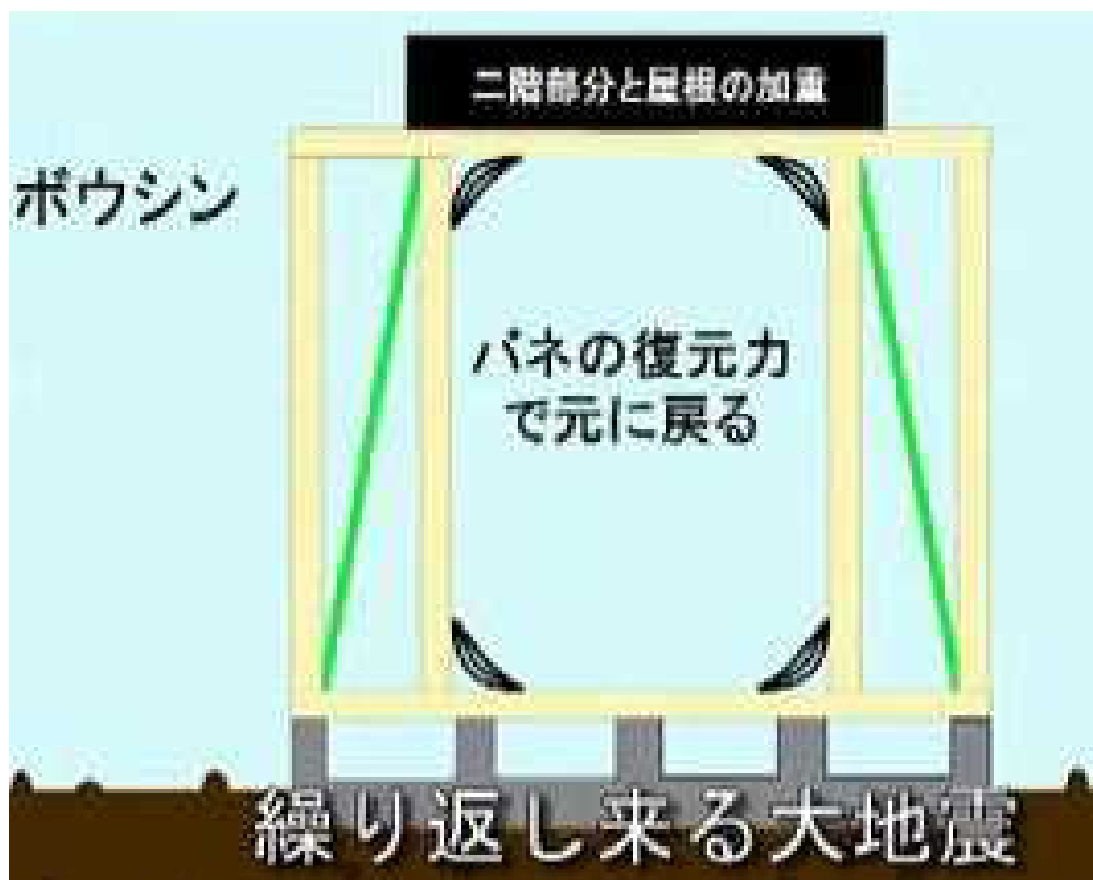 二階部分と屋根の加重
ボウシン
バネの復元力
で元に戻る
繰り返し来る大地震